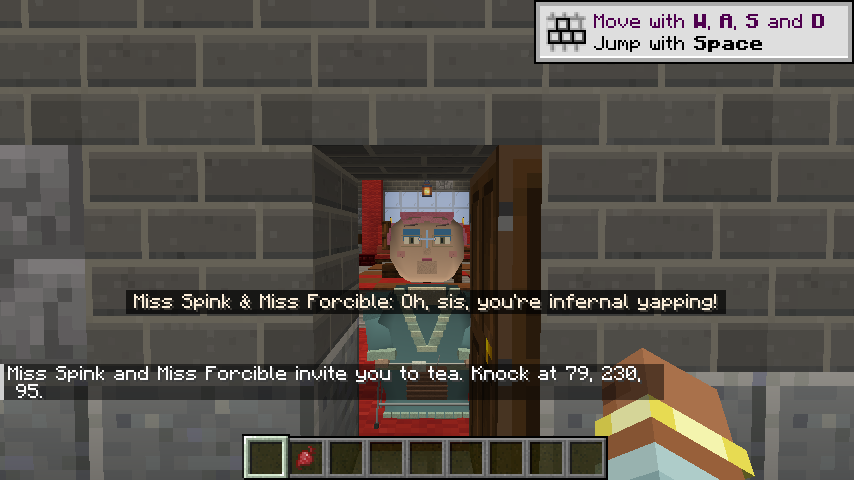 Move with W, A, S and D
Jump with Space
Miss Spink & Miss Forcible: Oh, sis, you're infernal yapping!
Miss Spink and Miss Forcible invite you to tea. Knock at 79, 230,
95.